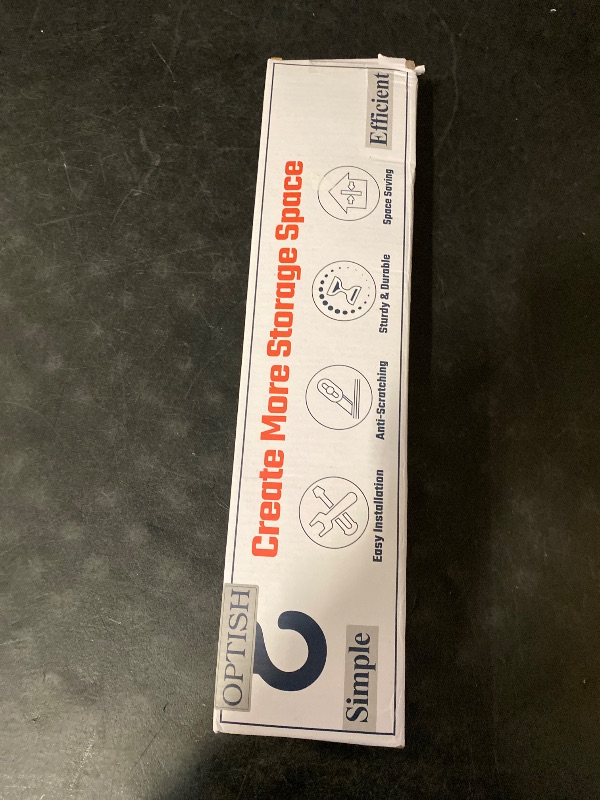 OPTISH
Create More Storage Space
Easy Installation
Anti-Scratching
Sturdy & Durable
Space Saving
Simple
Efficient